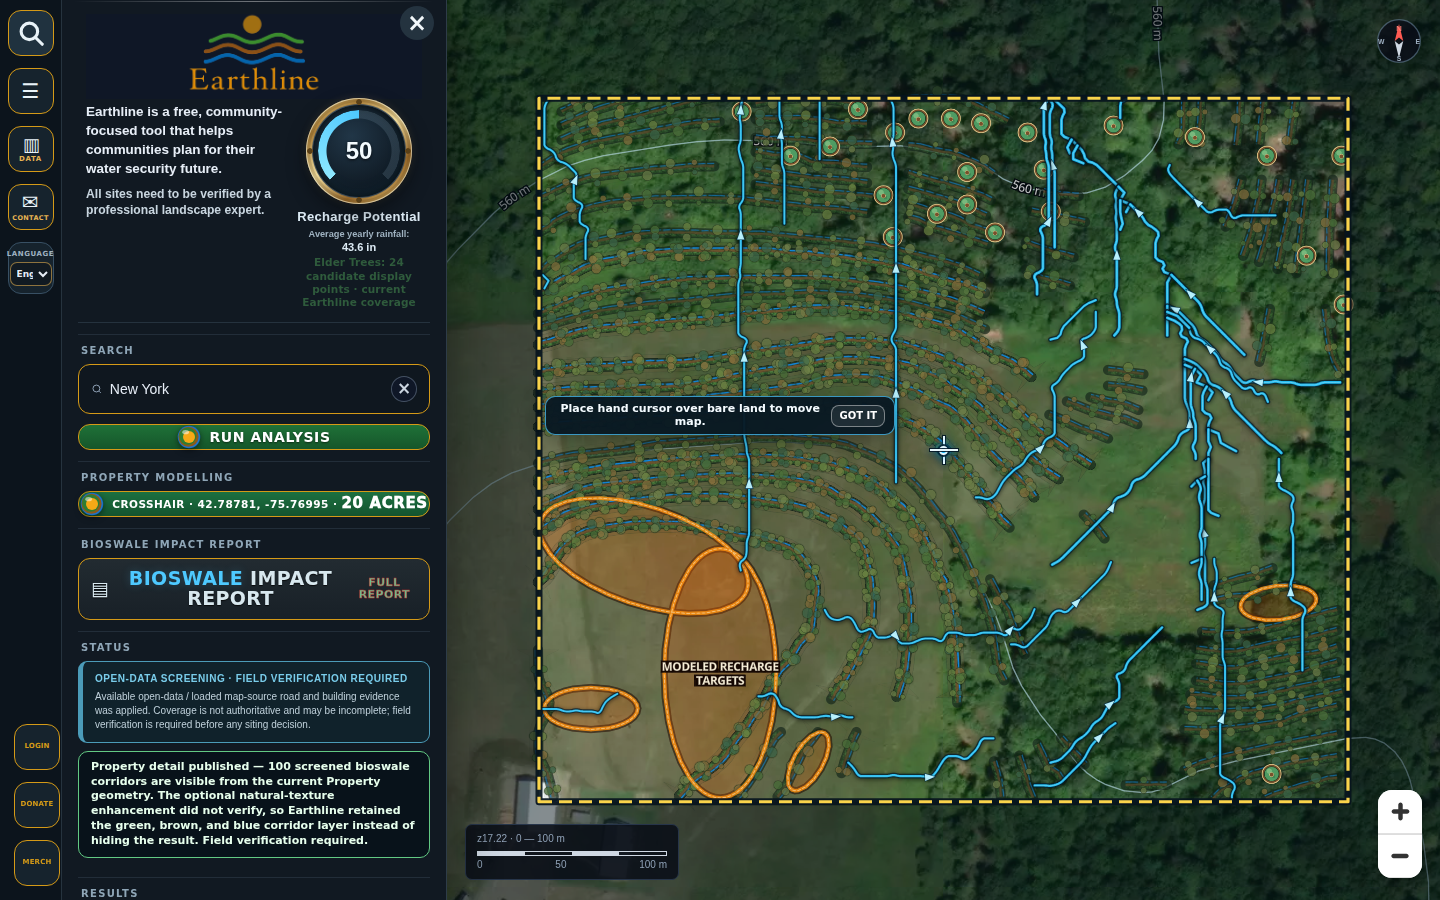 DATA
CONTACT
LANGUAGE
Eng
LOGIN
DONATE
MERCH
Earthline
Earthline is a free, community-
focused tool that helps
communities plan for their
water security future.
All sites need to be verified by a
professional landscape expert.
50
Recharge Potential
Average yearly rainfall:
43.6 in
Elder Trees: 24
candidate display
points · current
Earthline coverage
SEARCH
New York
RUN ANALYSIS
PROPERTY MODELLING
CROSSHAIR · 42.78781, -75.76995 · 20 ACRES
BIOSWALE IMPACT REPORT
BIOSWALE IMPACT
REPORT
FULL
REPORT
STATUS
OPEN-DATA SCREENING · FIELD VERIFICATION REQUIRED
Available open-data / loaded map-source road and building evidence
was applied. Coverage is not authoritative and may be incomplete; field
verification is required before any siting decision.
Property detail published — 100 screened bioswale
corridors are visible from the current Property
geometry. The optional natural-texture
enhancement did not verify, so Earthline retained
the green, brown, and blue corridor layer instead of
hiding the result. Field verification required.
RESULTS
560 m
560 m
560 m
W
E
S
Place hand cursor over bare land to move
map.
GOT IT
MODELED RECHARGE
TARGETS
z17.22 · 0 — 100 m
0
50
100 m